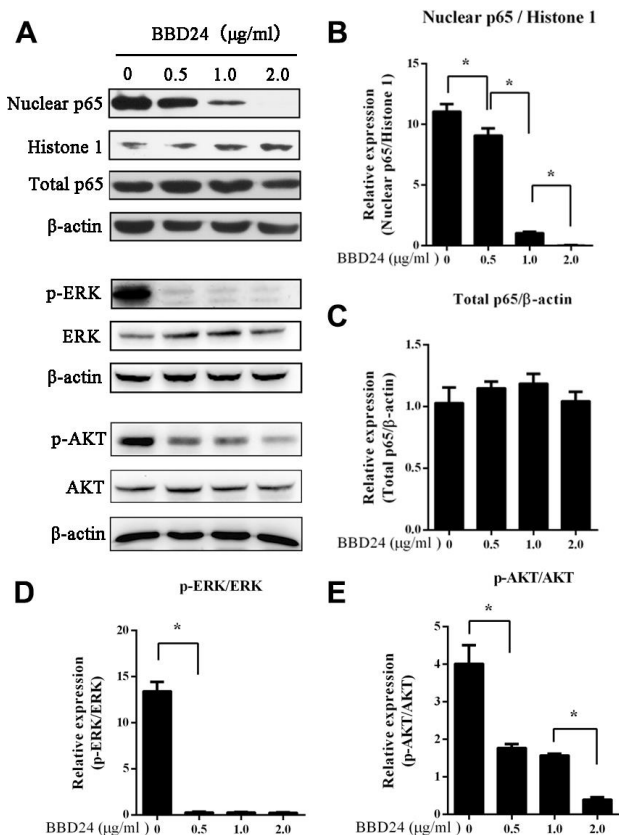 A
BBD24 (μg/ml)
0 0.5 1.0 2.0
Nuclear p65
Histone 1
Total p65
β-actin
p-ERK
ERK
β-actin
p-AKT
AKT
β-actin
B
Nuclear p65 / Histone 1
Relative expression
(Nuclear p65/Histone 1)
15
10
5
0
*
*
*
BBD24 (μg/ml) 0 0.5 1.0 2.0
C
Total p65/β-actin
Relative expression
(Total p65/β-actin)
1.5
1.0
0.5
0.0
BBD24 (μg/ml) 0 0.5 1.0 2.0
D
p-ERK/ERK
Relative expression
(p-ERK/ERK)
20
15
10
5
0
*
BBD24(μg/ml) 0 0.5 1.0 2.0
E
p-AKT/AKT
Relative expression
(p-AKT/AKT)
5
4
3
2
1
0
*
*
BBD24 (μg/ml) 0 0.5 1.0 2.0